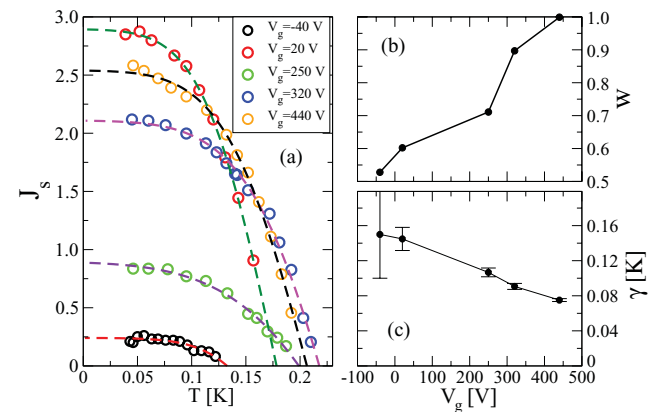 V_g=-40 V
V_g=20 V
V_g=250 V
V_g=320 V
V_g=440 V
(a)
J_s
3.0
2.5
2.0
1.5
1.0
0.5
0
0 0.05 0.1 0.15 0.2
T [K]
(b)
1.0
0.9
0.8
0.7
0.6
0.5
w
(c)
0.16
0.12
0.08
0.04
0
γ [K]
-100 0 100 200 300 400 500
V_g [V]